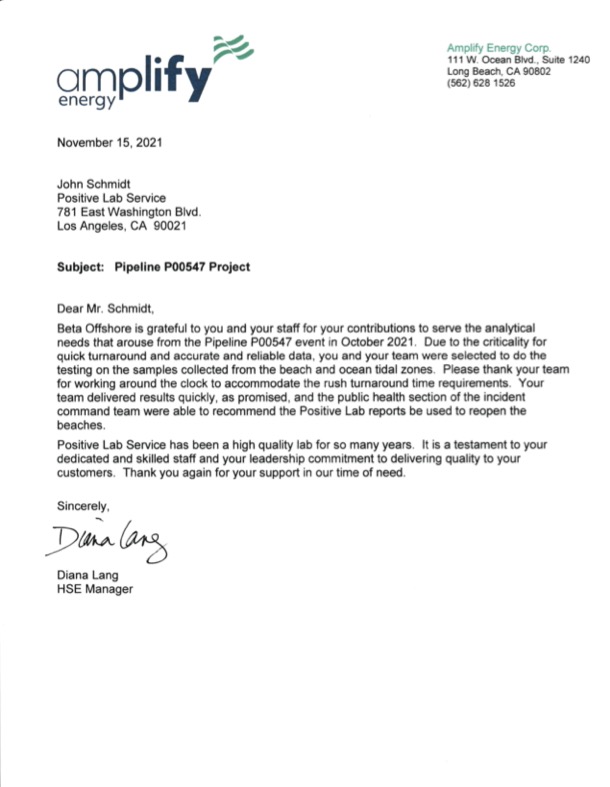 amplify
energy
Amplify Energy Corp.
111 W. Ocean Blvd., Suite 1240
Long Beach, CA 90802
(562) 628 1526
November 15, 2021
John Schmidt
Positive Lab Service
781 East Washington Blvd.
Los Angeles, CA 90021
Subject: Pipeline P00547 Project
Dear Mr. Schmidt,
Beta Offshore is grateful to you and your staff for your contributions to serve the analytical
needs that arouse from the Pipeline P00547 event in October 2021. Due to the criticality for
quick turnaround and accurate and reliable data, you and your team were selected to do the
testing on the samples collected from the beach and ocean tidal zones. Please thank your team
for working around the clock to accommodate the rush turnaround time requirements. Your
team delivered results quickly, as promised, and the public health section of the incident
command team were able to recommend the Positive Lab reports be used to reopen the
beaches.
Positive Lab Service has been a high quality lab for so many years. It is a testament to your
dedicated and skilled staff and your leadership commitment to delivering quality to your
customers. Thank you again for your support in our time of need.
Sincerely,
Diana Lang
Diana Lang
HSE Manager